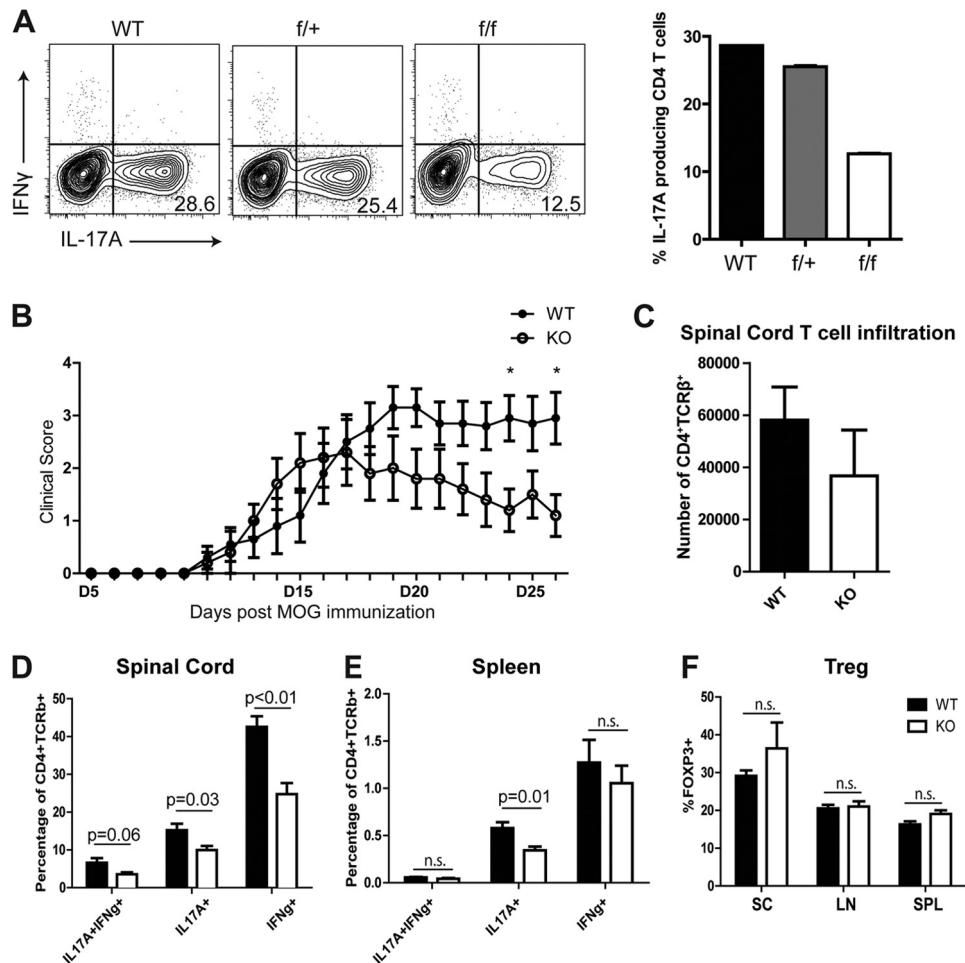 A
WT
f/+
f/f
IFNγ
28.6
25.4
12.5
IL-17A
% IL-17A producing CD4 T cells
30
20
10
0
WT
f/+
f/f
B
WT
KO
Clinical Score
4
3
2
1
0
* *
D5
D15
D20
D25
Days post MOG immunization
C
Spinal Cord T cell infiltration
Number of CD4⁺TCRβ⁺
80000
60000
40000
20000
0
WT
KO
D
Spinal Cord
Percentage of CD4+TCRb+
50
40
30
20
10
0
p=0.06
p=0.03
p<0.01
IL17A+IFNg+
IL17A+
IFNg+
E
Spleen
Percentage of CD4+TCRb+
2.0
1.5
1.0
0.5
0.0
n.s.
p=0.01
n.s.
IL17A+IFNg+
IL17A+
IFNg+
F
Treg
WT
KO
%FOXP3+
50
40
30
20
10
0
n.s.
n.s.
n.s.
SC
LN
SPL